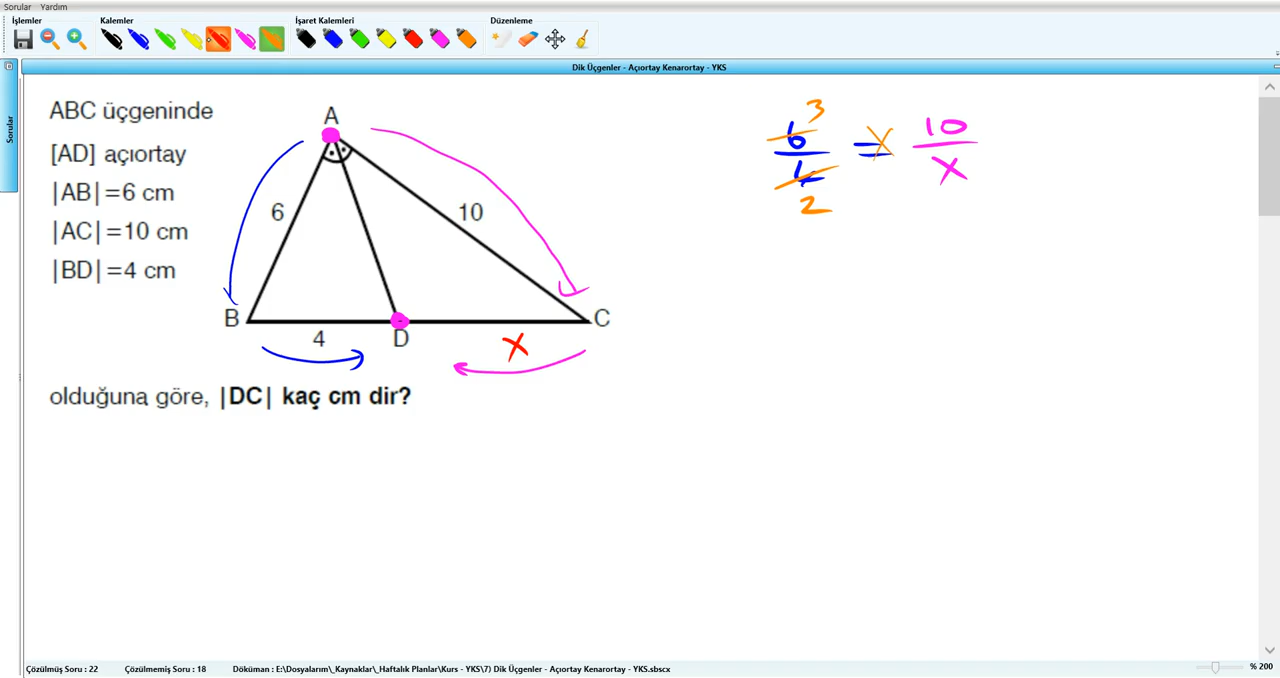 Sorular Yardım
İşlemler Kalemler İşaret Kalemleri Düzenleme
Dik Üçgenler - Açıortay Kenarortay - YKS
Sorular
ABC üçgeninde
[AD] açıortay
|AB|=6 cm
|AC|=10 cm
|BD|=4 cm
A
6
10
B
D
C
4
x
olduğuna göre, |DC| kaç cm dir?
3
6
4
2
=
x
10
x
Çözülmüş Soru : 22 Çözülmemiş Soru : 18 Döküman : E:\Dosyalarım\_Kaynaklar\_Haftalık Planlar\Kurs - YKS\7) Dik Üçgenler - Açıortay Kenarortay - YKS.sbscx % 200